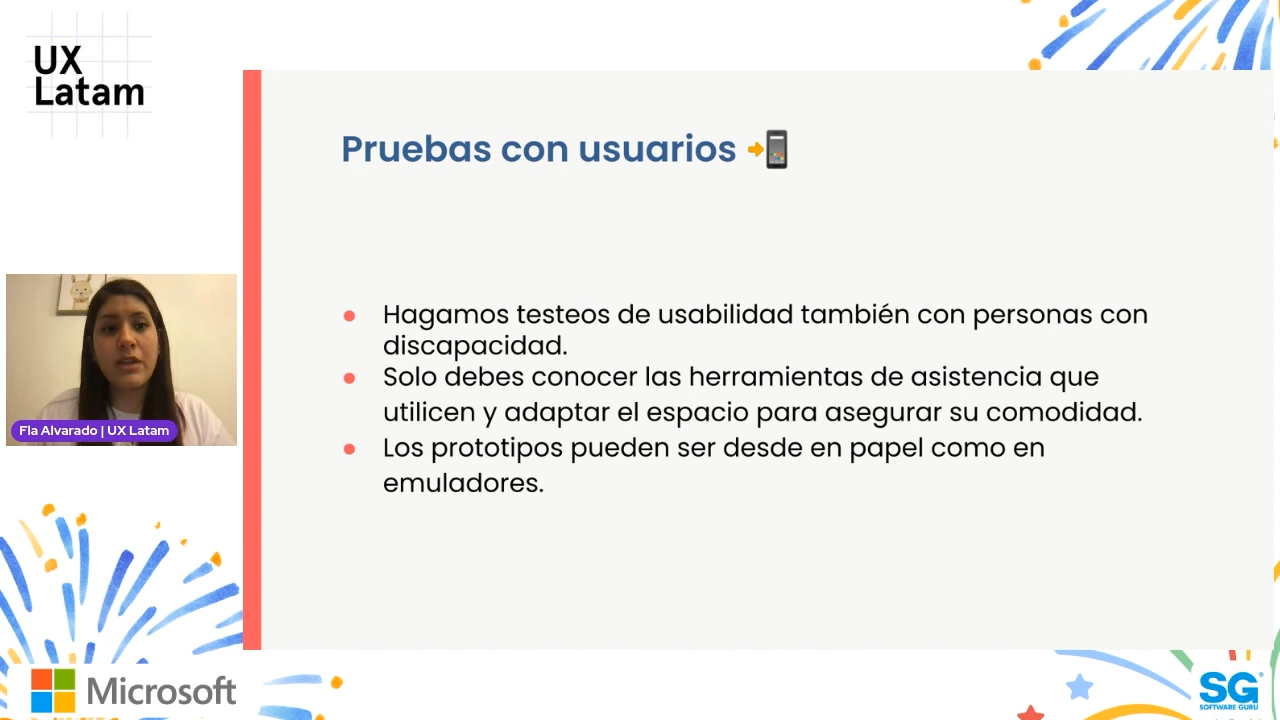 UX
Latam
Pruebas con usuarios
Hagamos testeos de usabilidad también con personas con
discapacidad.
Solo debes conocer las herramientas de asistencia que
utilicen y adaptar el espacio para asegurar su comodidad.
Los prototipos pueden ser desde en papel como en
emuladores.
Fla Alvarado | UX Latam
Microsoft
SG
SOFTWARE GURU